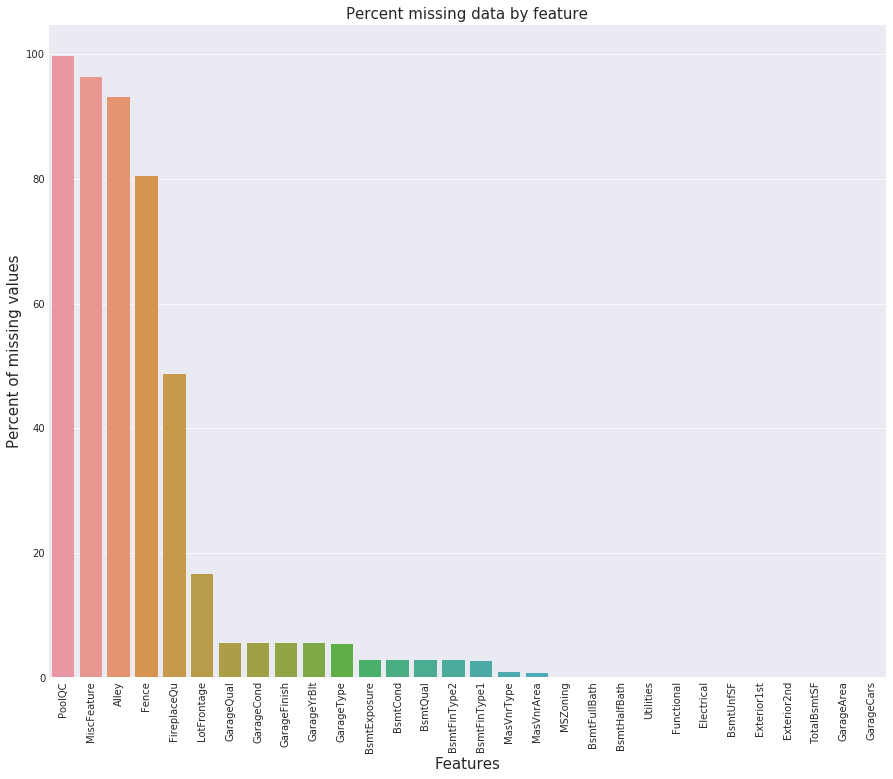 Percent missing data by feature
Percent of missing values
100
80
60
40
20
0
PoolQC
MiscFeature
Alley
Fence
FireplaceQu
LotFrontage
GarageQual
GarageCond
GarageFinish
GarageYrBlt
GarageType
BsmtExposure
BsmtCond
BsmtQual
BsmtFinType2
BsmtFinType1
MasVnrType
MasVnrArea
MSZoning
BsmtFullBath
BsmtHalfBath
Utilities
Functional
Electrical
BsmtUnfSF
Exterior1st
Exterior2nd
TotalBsmtSF
GarageArea
GarageCars
Features